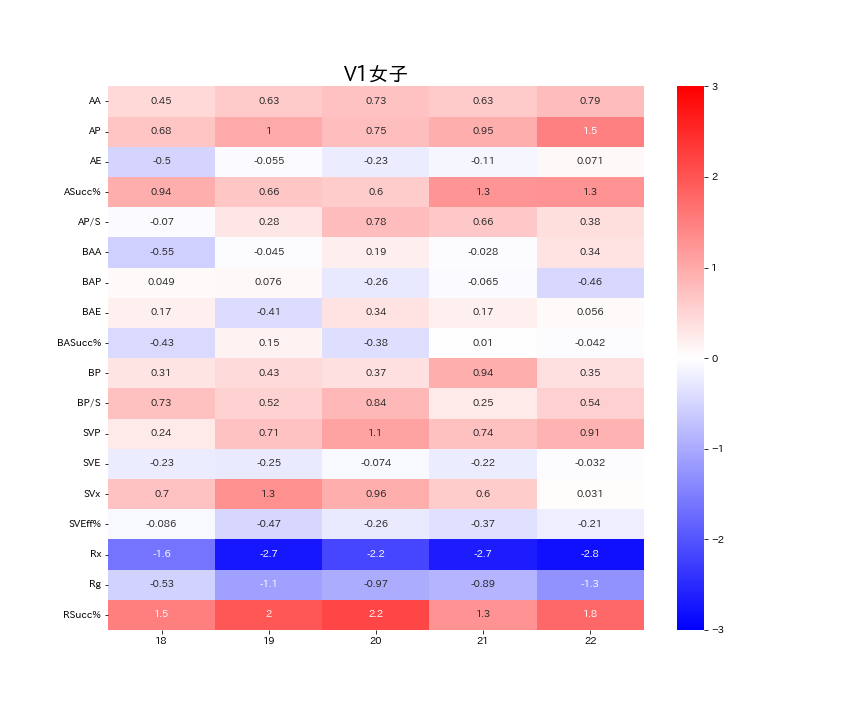 V1女子
3
AA 0.45 0.63 0.73 0.63 0.79
AP 0.68 1 0.75 0.95 1.5
AE -0.5 -0.055 -0.23 -0.11 0.071
2
ASucc% 0.94 0.66 0.6 1.3 1.3
AP/S -0.07 0.28 0.78 0.66 0.38
BAA -0.55 -0.045 0.19 -0.028 0.34
1
BAP 0.049 0.076 -0.26 -0.065 -0.46
BAE 0.17 -0.41 0.34 0.17 0.056
BASucc% -0.43 0.15 -0.38 0.01 -0.042
0
BP 0.31 0.43 0.37 0.94 0.35
BP/S 0.73 0.52 0.84 0.25 0.54
SVP 0.24 0.71 1.1 0.74 0.91
−1
SVE -0.23 -0.25 -0.074 -0.22 -0.032
SVx 0.7 1.3 0.96 0.6 0.031
SVEff% -0.086 -0.47 -0.26 -0.37 -0.21
−2
Rx -1.6 -2.7 -2.2 -2.7 -2.8
Rg -0.53 -1.1 -0.97 -0.89 -1.3
RSucc% 1.5 2 2.2 1.3 1.8
−3
18 19 20 21 22